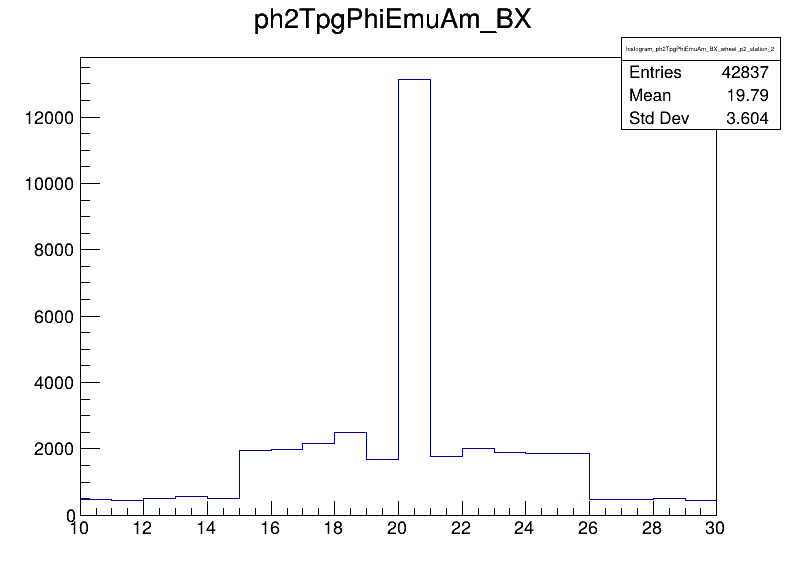 ph2TpgPhiEmuAm_BX
histogram_ph2TpgPhiEmuAm_BX_wheel_p2_station_2
Entries 42837
Mean 19.79
Std Dev 3.604
12000
10000
8000
6000
4000
2000
0
10 12 14 16 18 20 22 24 26 28 30